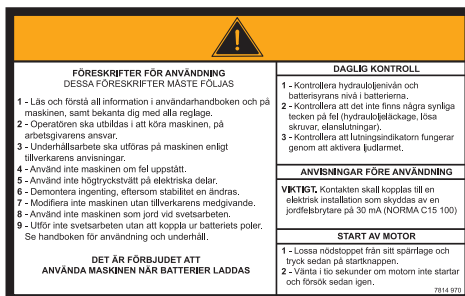 FÖRESKRIFTER FÖR ANVÄNDNING
DESSA FÖRESKRIFTER MÅSTE FÖLJAS
1 - Läs och förstå all information i användarhandboken och på
maskinen, samt bekanta dig med alla reglage.
2 - Operatören ska utbildas i att köra maskinen, på
arbetsgivarens ansvar.
3 - Underhållsarbete ska utföras på maskinen enligt
tillverkarens anvisningar.
4 - Använd inte maskinen om fel uppstått.
5 - Använd inte högtryckstvätt på elektriska delar.
6 - Demontera ingenting, eftersom stabilitet en ändras.
7 - Modifiera inte maskinen utan tillverkarens medgivande.
8 - Använd inte maskinen som jord vid svetsarbeten.
9 - Utför inte svetsarbeten utan att koppla ur batteriets poler.
Se handboken för användning och underhåll.
DET ÄR FÖRBJUDET ATT
ANVÄNDA MASKINEN NÄR BATTERIER LADDAS
DAGLIG KONTROLL
1 - Kontrollera hydrauloljenivån och
batterisyrans nivå i batterierna.
2 - Kontrollera att det inte finns några synliga
tecken på fel (hydrauloljeläckage, lösa
skruvar, elanslutningar).
3 - Kontrollera att lutningsindikatorn fungerar
genom att aktivera ljudlarmet.
ANVISNINGAR FÖRE ANVÄNDNING
VIKTIGT. Kontakten skall kopplas till en
elektrisk installation som skyddas av en
jordfelsbrytare på 30 mA (NORMA C15 100)
START AV MOTOR
1 - Lossa nödstoppet från sitt spärrläge och
tryck sedan på startknappen.
2 - Vänta i tio sekunder om motorn inte startar
och försök sedan igen.
7814 970